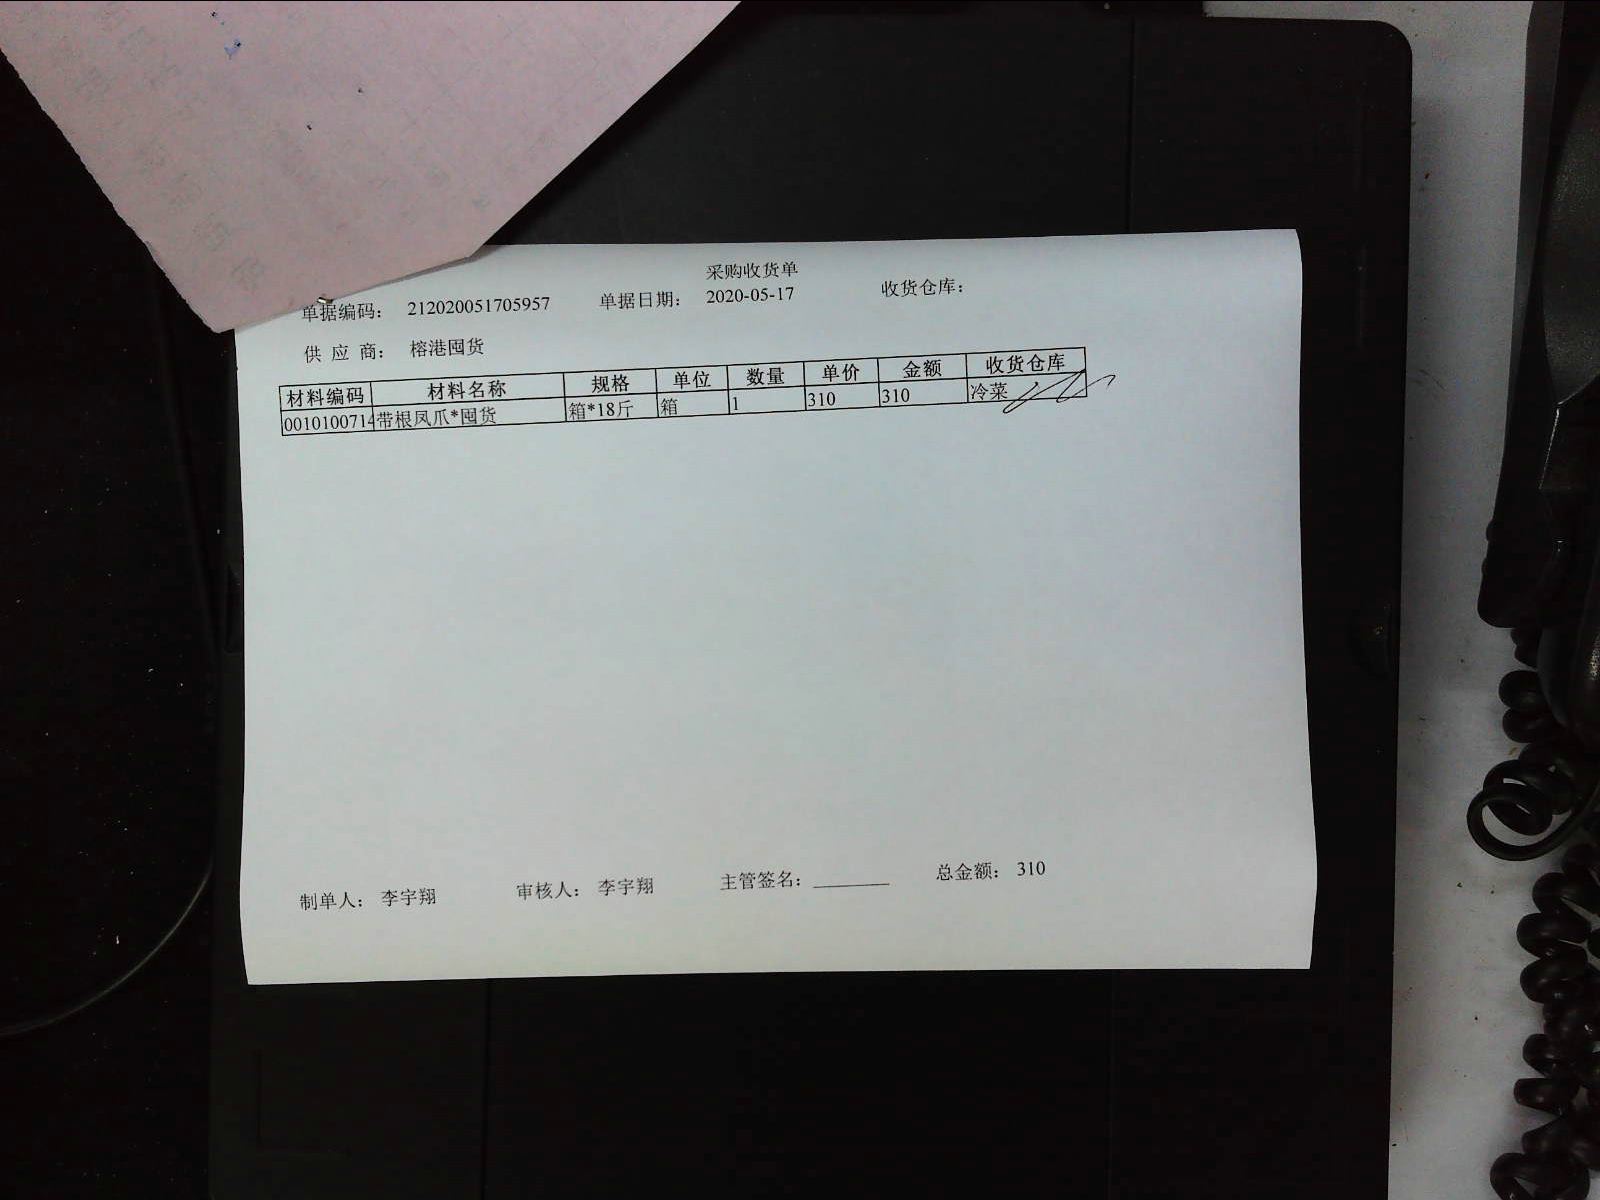 采购收货单
单据编码： 212020051705957 单据日期： 2020-05-17 收货仓库：
供 应 商： 榕港囤货
材料编码 材料名称 规格 单位 数量 单价 金额 收货仓库
0010100714 带根凤爪*囤货 箱*18斤 箱 1 310 310 冷菜
制单人： 李宇翔 审核人： 李宇翔 主管签名：________ 总金额： 310